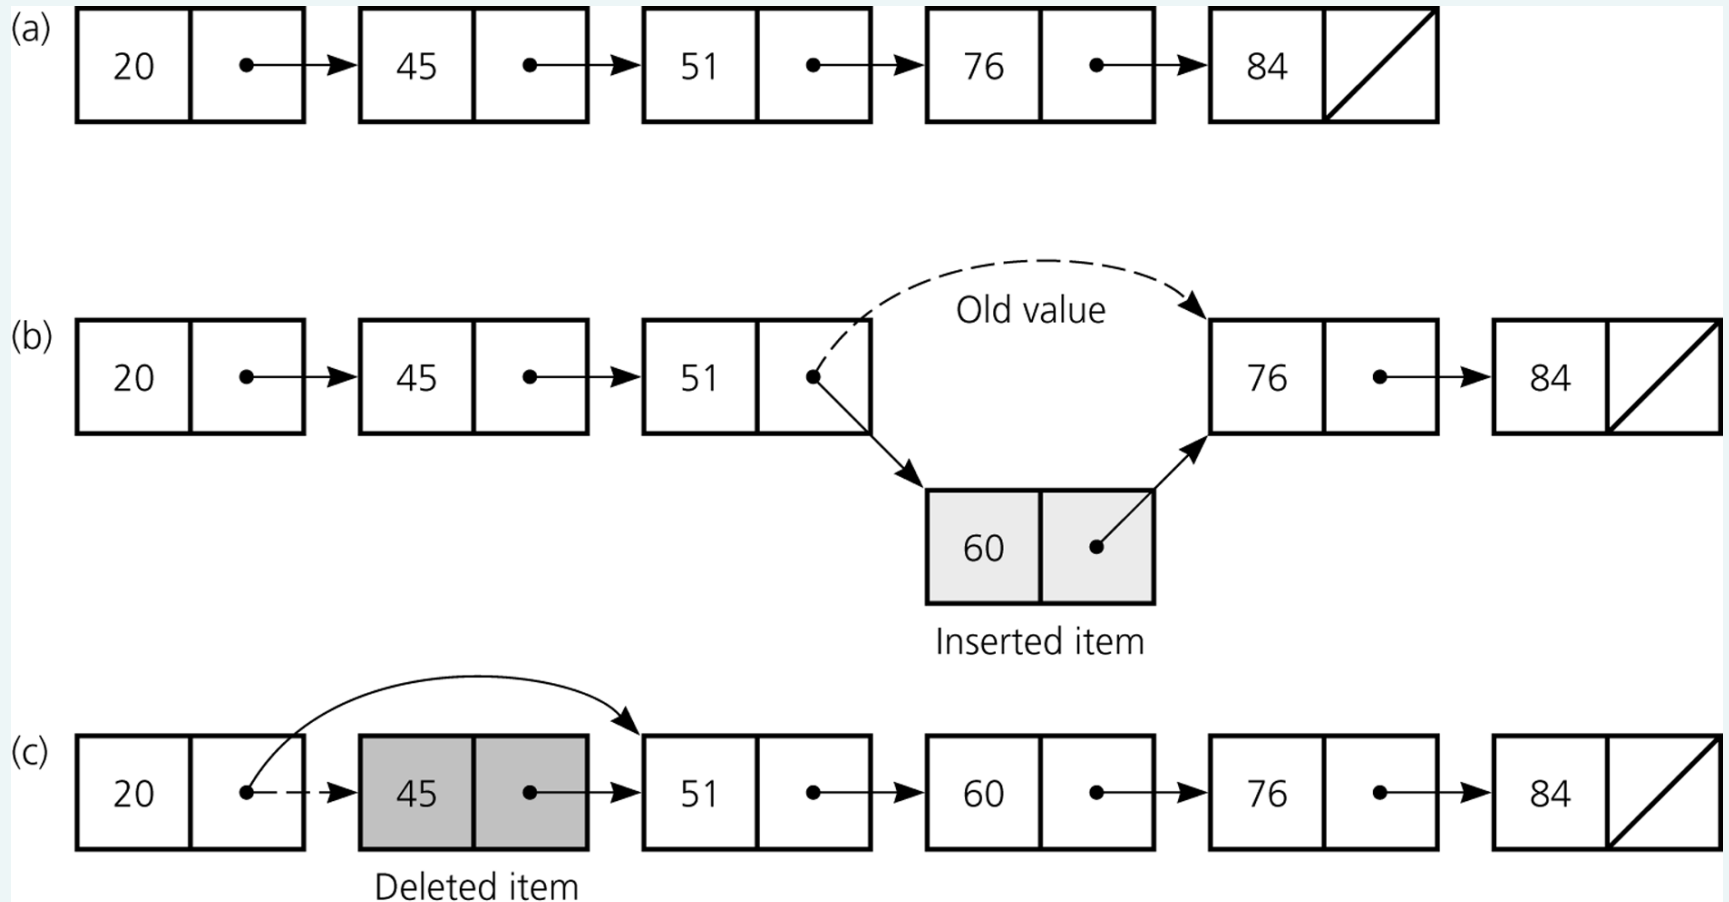 (a) 20 45 51 76 84
Old value
(b) 20 45 51 76 84
60
Inserted item
(c) 20 45 51 60 76 84
Deleted item